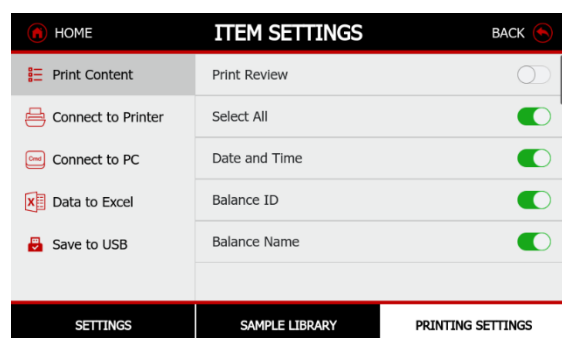 HOME
ITEM SETTINGS
BACK
Print Content
Print Review
Connect to Printer
Select All
Cmd
Connect to PC
Date and Time
X
Data to Excel
Balance ID
Save to USB
Balance Name
SETTINGS
SAMPLE LIBRARY
PRINTING SETTINGS